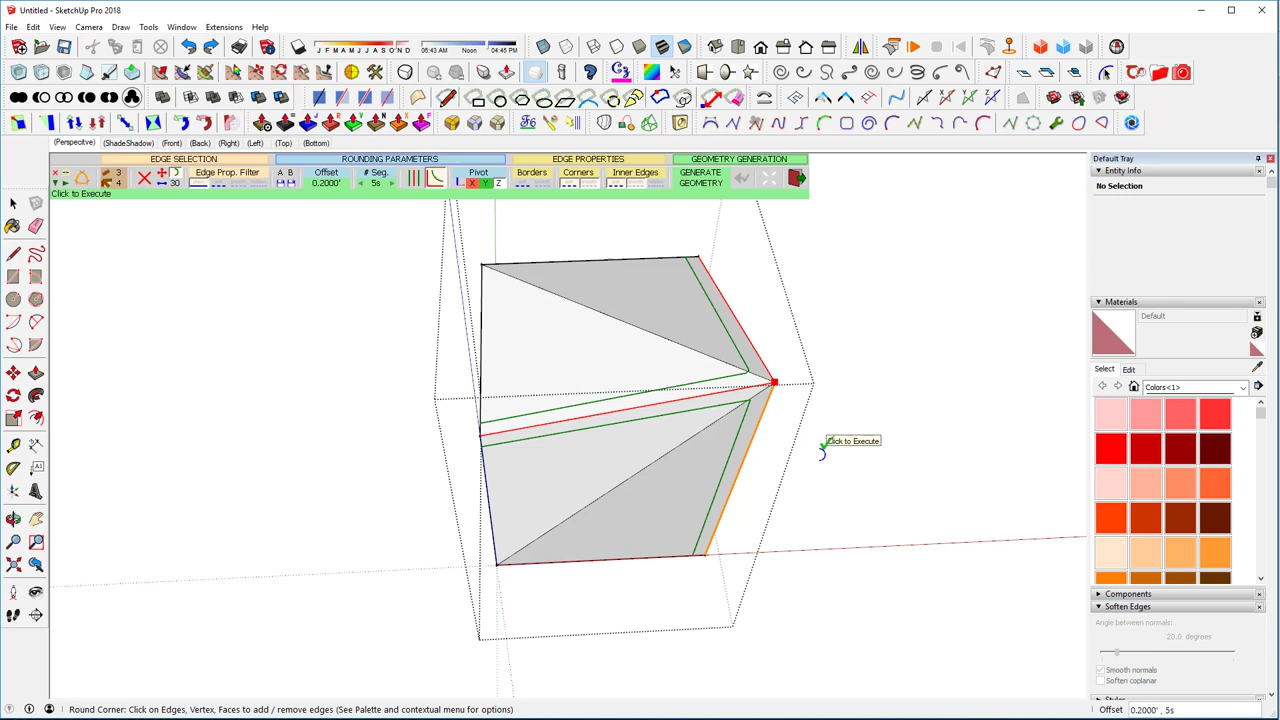 Untitled - SketchUp Pro 2018
File Edit View Camera Draw Tools Window Extensions Help
J F M A M J J A S O N D 06:43 AM Noon 04:45 PM
(Perspecitve) (ShadeShadow) (Front) (Back) (Right) (Left) (Top) (Bottom)
EDGE SELECTION ROUNDING PARAMETERS EDGE PROPERTIES GEOMETRY GENERATION
3 Edge Prop. Filter A B Offset # Seg. Pivot Borders Corners Inner Edges GENERATE
4 30 0.2000' 5s X Y Z GEOMETRY
Click to Execute
Click to Execute
Default Tray
Entity Info
No Selection
Materials
Default
Select Edit
Colors<1>
Components
Soften Edges
Angle between normals:
20.0 degrees
Smooth normals
Soften coplanar
Round Corner: Click on Edges, Vertex, Faces to add / remove edges (See Palette and contextual menu for options)
Offset 0.2000' , 5s